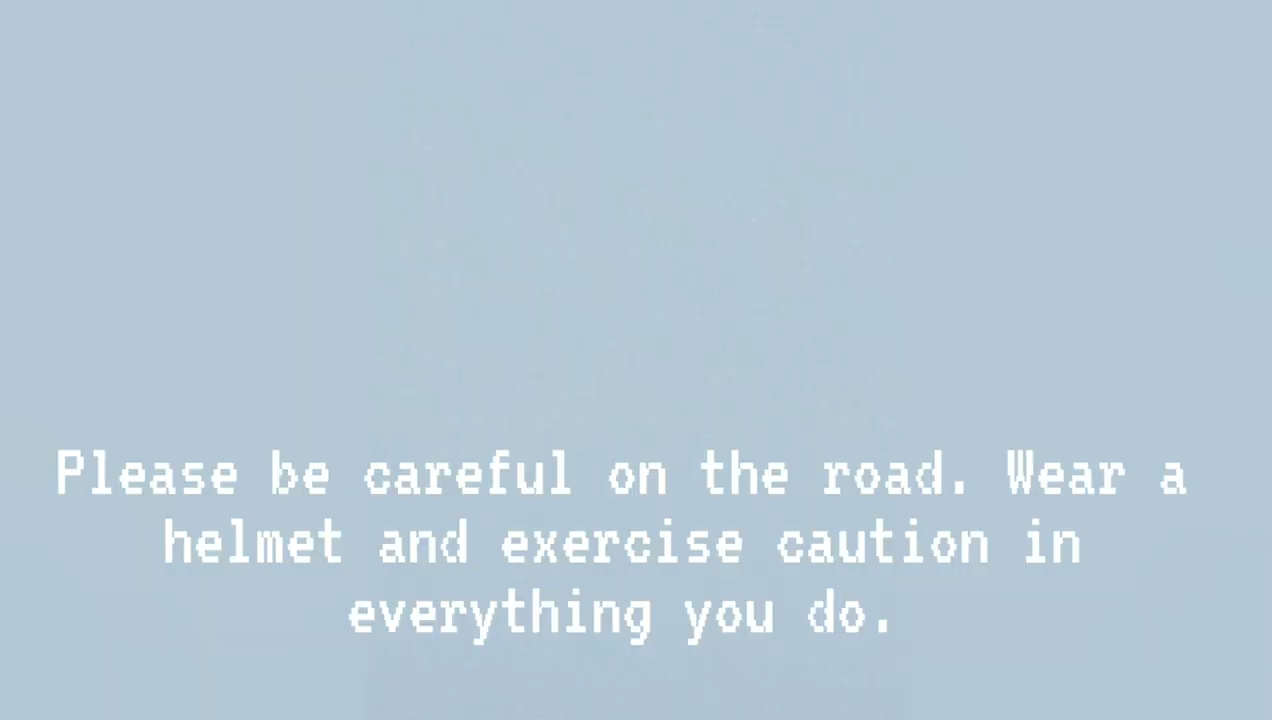 Please be careful on the road. Wear a
helmet and exercise caution in
everything you do.